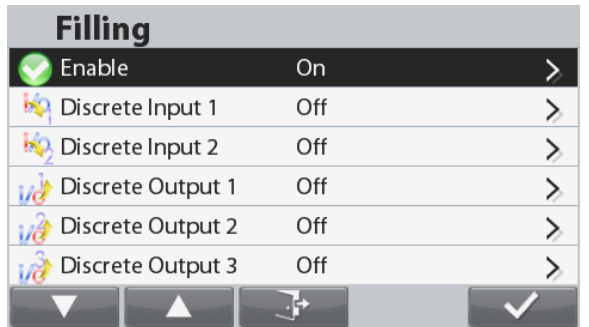 Filling
Enable On
Discrete Input 1 Off
Discrete Input 2 Off
Discrete Output 1 Off
Discrete Output 2 Off
Discrete Output 3 Off